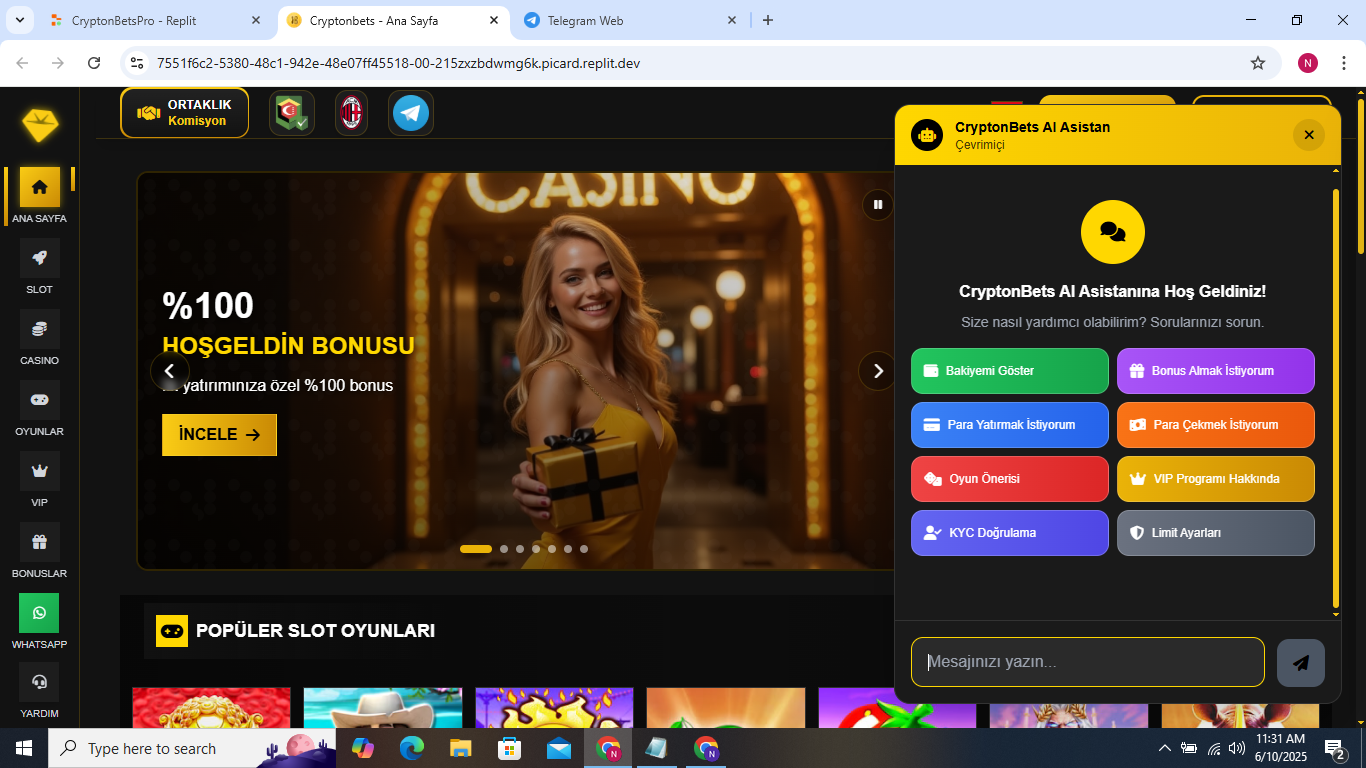 CryptonBetsPro - Replit
Cryptonbets - Ana Sayfa
Telegram Web
7551f6c2-5380-48c1-942e-48e07ff45518-00-215zxzbdwmg6k.picard.replit.dev
N
ORTAKLIK
Komisyon
ANA SAYFA
SLOT
CASINO
OYUNLAR
VIP
BONUSLAR
WHATSAPP
YARDIM
CASINO
%100
HOŞGELDİN BONUSU
yatırımınıza özel %100 bonus
İNCELE
POPÜLER SLOT OYUNLARI
CryptonBets AI Asistan
Çevrimiçi
CryptonBets AI Asistanına Hoş Geldiniz!
Size nasıl yardımcı olabilirim? Sorularınızı sorun.
Bakiyemi Göster
Bonus Almak İstiyorum
Para Yatırmak İstiyorum
Para Çekmek İstiyorum
Oyun Önerisi
VIP Programı Hakkında
KYC Doğrulama
Limit Ayarları
Mesajınızı yazın...
Type here to search
11:31 AM
6/10/2025
2